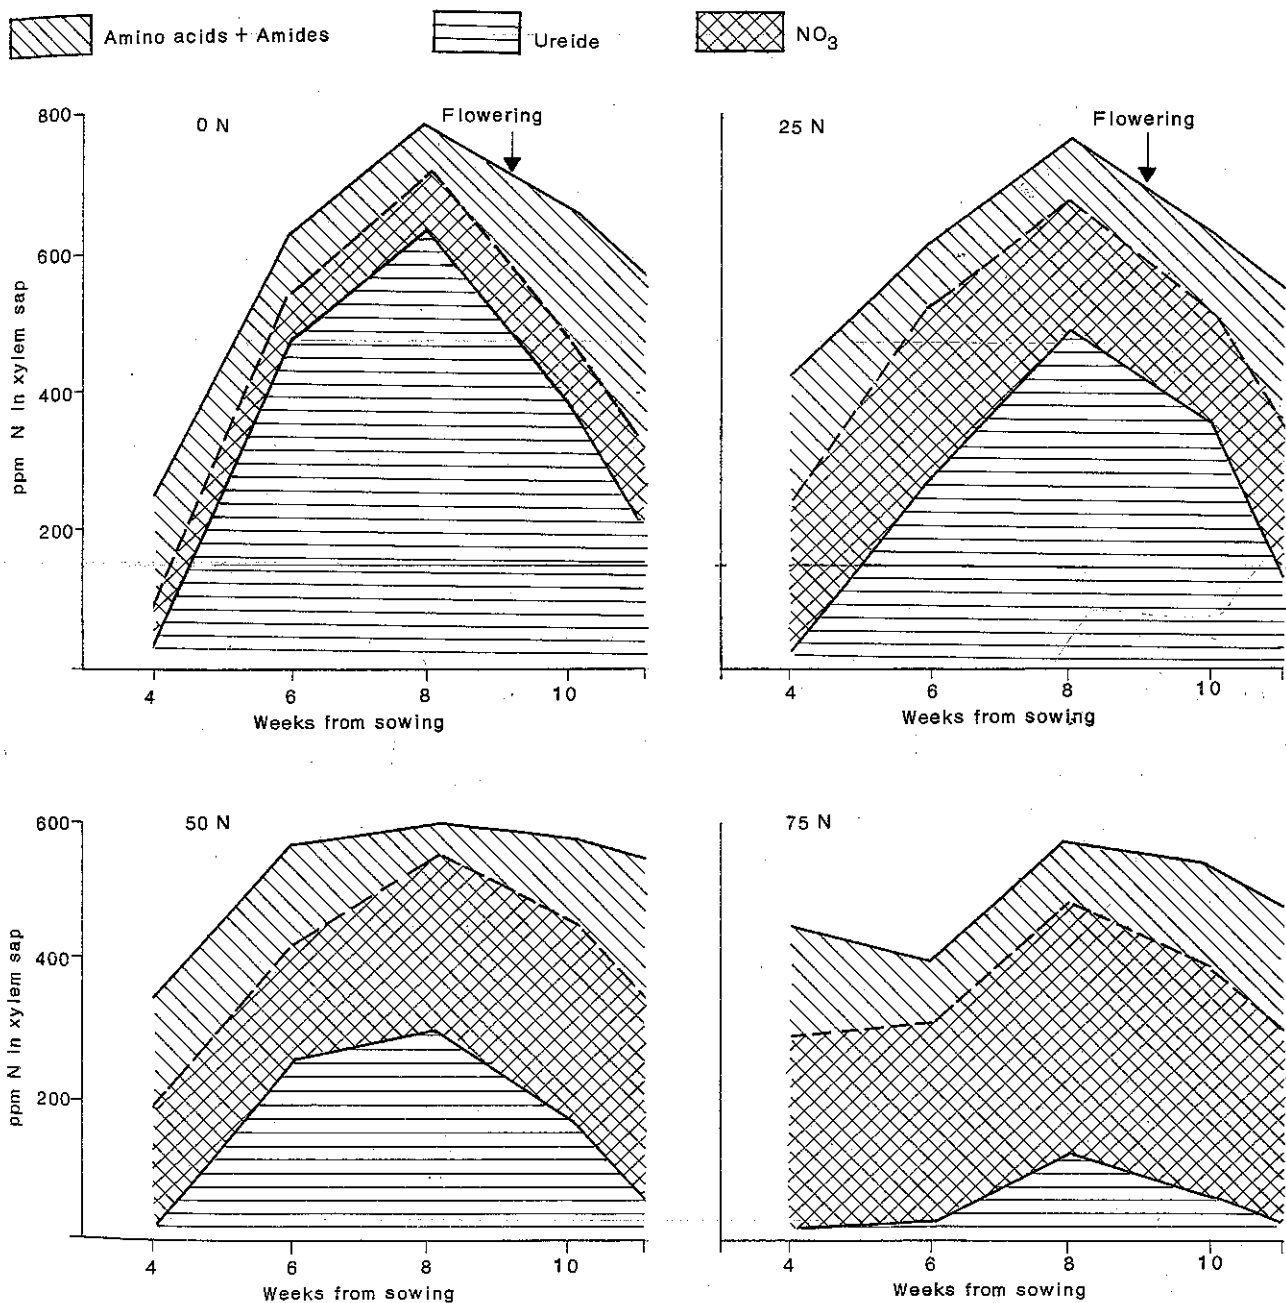 Amino acids + Amides
Ureide
NO3
800
600
400
200
ppm N in xylem sap
0 N
Flowering
4 6 8 10
Weeks from sowing
25 N
Flowering
4 6 8 10
Weeks from sowing
600
400
200
ppm N in xylem sap
50 N
4 6 8 10
Weeks from sowing
75 N
4 6 8 10
Weeks from sowing